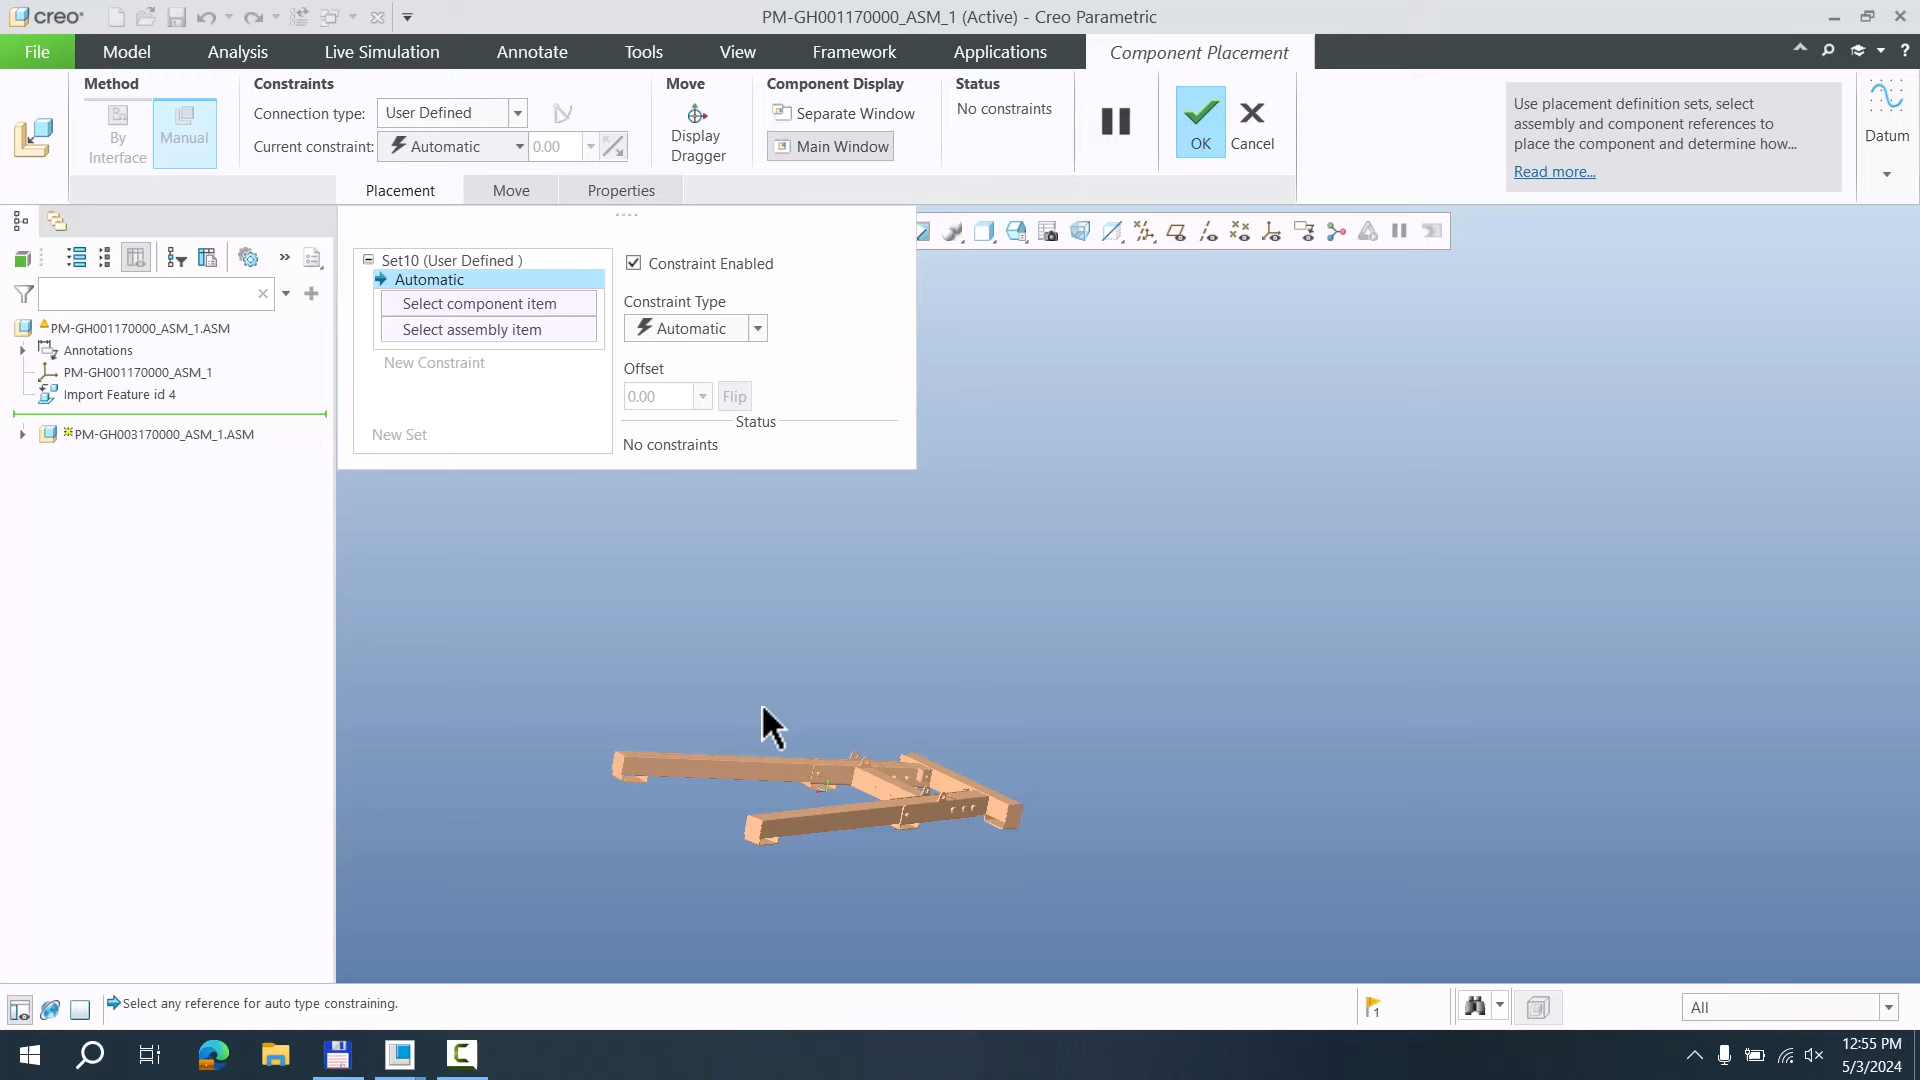 creo
PM-GH001170000_ASM_1 (Active) - Creo Parametric
File
Model
Analysis
Live Simulation
Annotate
Tools
View
Framework
Applications
Component Placement
Method
By
Interface
Manual
Constraints
Connection type:
User Defined
Current constraint:
Automatic
0.00
Move
Display
Dragger
Component Display
Separate Window
Main Window
Status
No constraints
OK
Cancel
Use placement definition sets, select
assembly and component references to
place the component and determine how...
Read more...
Datum
Placement
Move
Properties
Set10 (User Defined )
Automatic
Select component item
Select assembly item
New Constraint
New Set
Constraint Enabled
Constraint Type
Automatic
Offset
0.00
Flip
Status
No constraints
PM-GH001170000_ASM_1.ASM
Annotations
PM-GH001170000_ASM_1
Import Feature id 4
PM-GH003170000_ASM_1.ASM
Select any reference for auto type constraining.
1
All
12:55 PM
5/3/2024